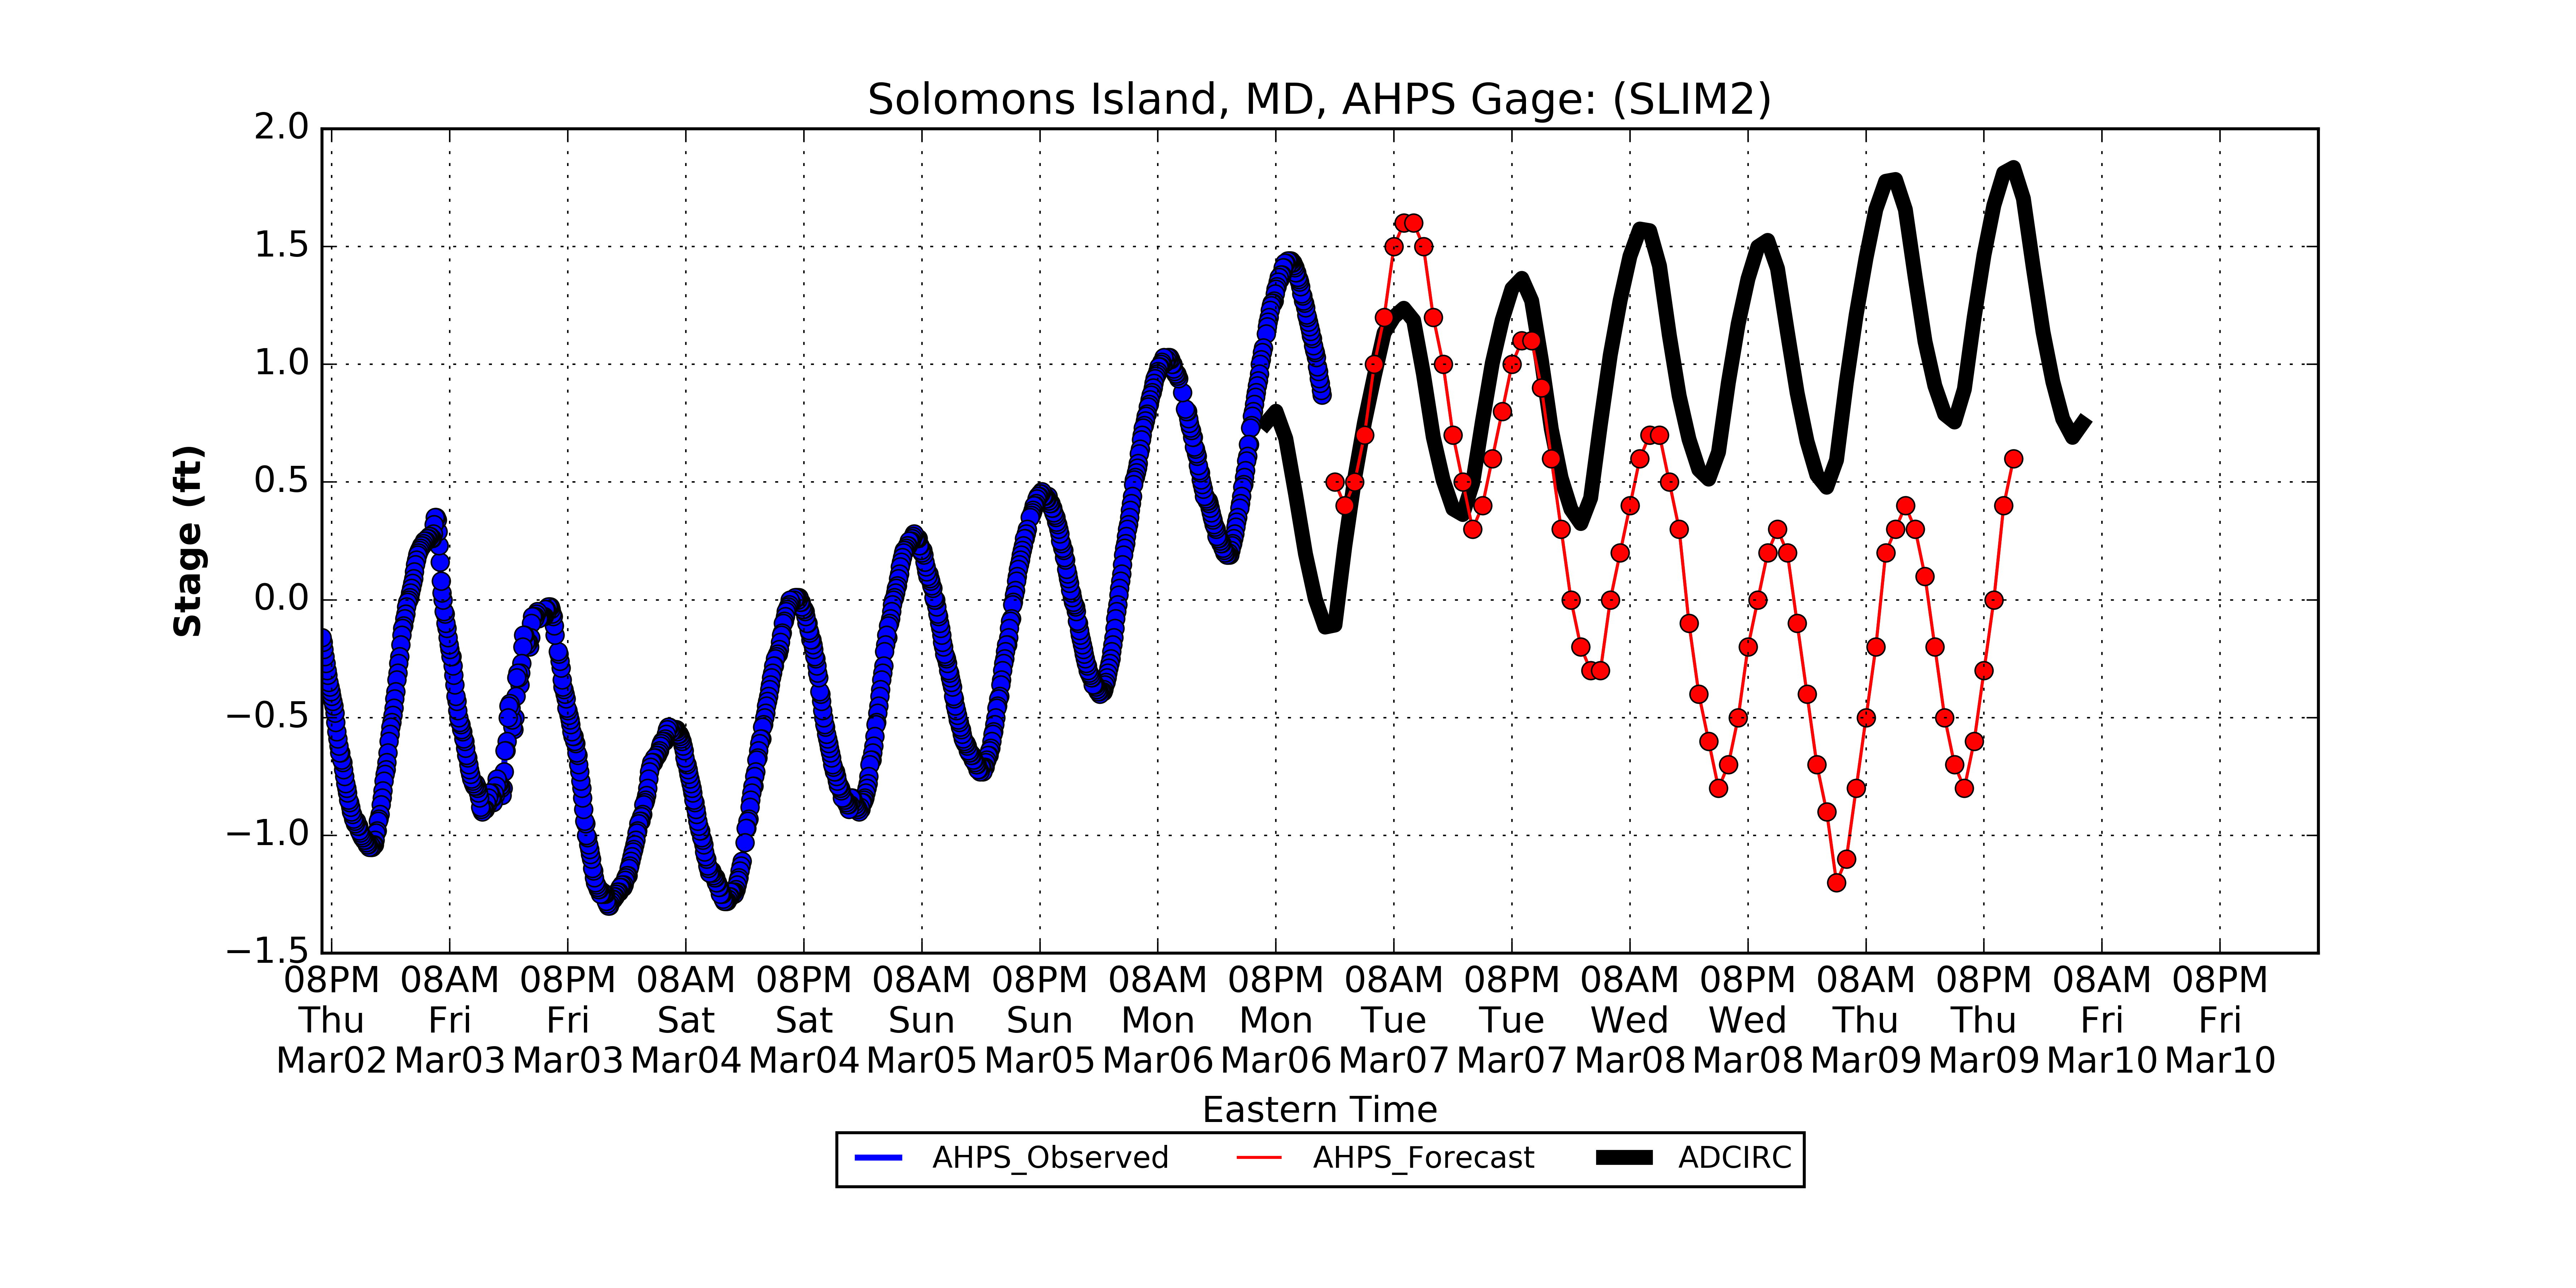 Solomons Island, MD, AHPS Gage: (SLIM2)
2.0
1.5
1.0
0.5
0.0
−0.5
−1.0
−1.5
Stage (ft)
08PM 08AM 08PM 08AM 08PM 08AM 08PM 08AM 08PM 08AM 08PM 08AM 08PM 08AM 08PM 08AM 08PM
Thu Fri Fri Sat Sat Sun Sun Mon Mon Tue Tue Wed Wed Thu Thu Fri Fri
Mar02 Mar03 Mar03 Mar04 Mar04 Mar05 Mar05 Mar06 Mar06 Mar07 Mar07 Mar08 Mar08 Mar09 Mar09 Mar10 Mar10
Eastern Time
AHPS_Observed AHPS_Forecast ADCIRC